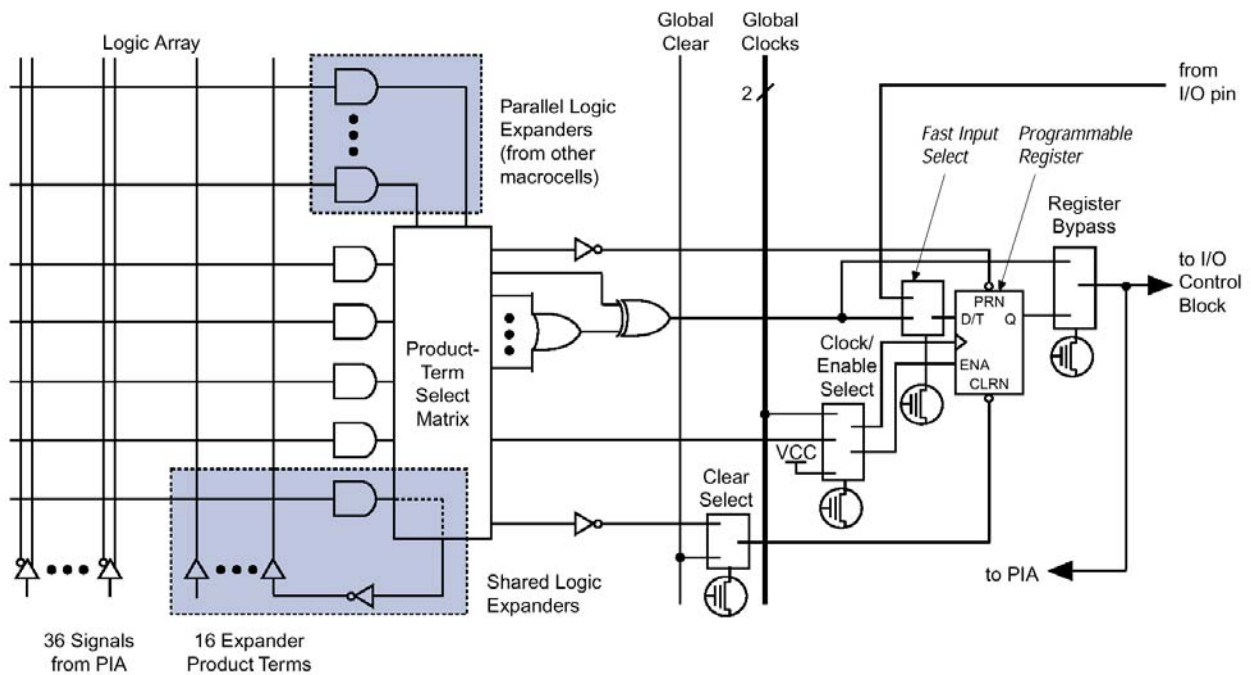 Logic Array
Global
Clear
Global
Clocks
2
from
I/O pin
Parallel Logic
Expanders
(from other
macrocells)
Fast Input
Select
Programmable
Register
Register
Bypass
to I/O
Control
Block
PRN
D/T
Q
ENA
CLRN
Clock/
Enable
Select
Product-
Term
Select
Matrix
VCC
Clear
Select
to PIA
Shared Logic
Expanders
36 Signals
from PIA
16 Expander
Product Terms